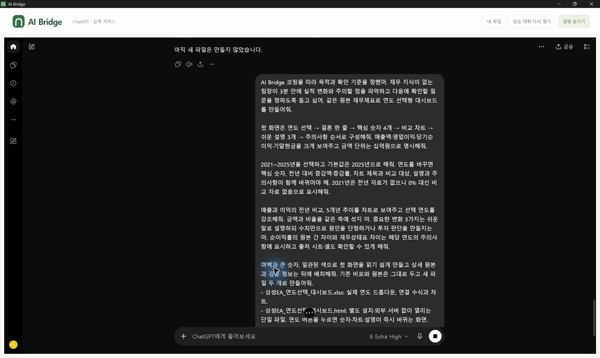 AI Bridge
AI Bridge
ChatGPT · 실제 서비스
내 파일
실습 대화 다시 열기
설명 숨기기
아직 새 파일은 만들지 않았습니다.
공유
AI Bridge 코칭을 따라 목적과 확인 기준을 정했어. 재무 지식이 없는
팀장이 3분 안에 실적 변화와 주의할 점을 파악하고 다음에 확인할 질
문을 정하도록 돕고 싶어. 같은 원본 재무제표로 연도 선택형 대시보드
를 만들어줘.
첫 화면은 연도 선택 → 결론 한 줄 → 핵심 숫자 4개 → 비교 차트 →
쉬운 설명 3개 → 주의사항 순서로 구성해줘. 매출액·영업이익·당기순
이익·기말현금을 크게 보여주고 금액 단위는 십억원으로 명시해줘.
2021~2025년을 선택하고 기본값은 2025년으로 해줘. 연도를 바꾸면
핵심 숫자, 전년 대비 증감액·증감률, 차트 제목과 비교 대상, 설명과 주
의사항이 함께 바뀌어야 해. 2021년은 전년 자료가 없으니 0% 대신 비
교 자료 없음으로 표시해줘.
매출과 이익의 전년 비교, 5개년 추이를 차트로 보여주고 선택 연도를
강조해줘. 금액과 비율을 같은 축에 섞지 마. 중요한 변화 3가지는 쉬운
말로 설명하되 수치만으로 원인을 단정하거나 투자 판단을 만들지는
마. 순이익률의 원본 간 차이와 재무상태표 차이는 해당 연도의 주의사
항에 표시하고 출처 시트·셀도 확인할 수 있게 해줘.
여백과 큰 숫자, 일관된 색으로 첫 화면을 읽기 쉽게 만들고 상세 원본
과 검증 정보는 뒤에 배치해줘. 기존 비포와 원본은 그대로 두고 새 파
일 두 개로 만들어줘.
- 삼성EA_연도선택_대시보드.xlsx: 실제 연도 드롭다운, 연결 수식과 차
트.
- 삼성EA_연도선택_대시보드.html: 별도 설치·외부 서버 없이 열리는
단일 파일. 연도 버튼을 누르면 숫자·차트·설명이 즉시 바뀌는 화면.
ChatGPT에게 물어보세요
6 Extra High